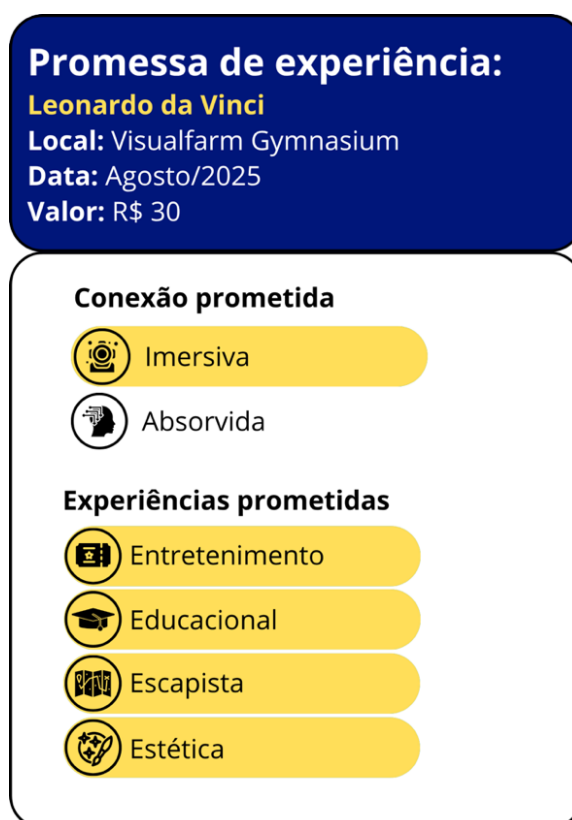 Promessa de experiência:
Leonardo da Vinci
Local: Visualfarm Gymnasium
Data: Agosto/2025
Valor: R$ 30
Conexão prometida
Imersiva
Absorvida
Experiências prometidas
Entretenimento
Educacional
Escapista
Estética